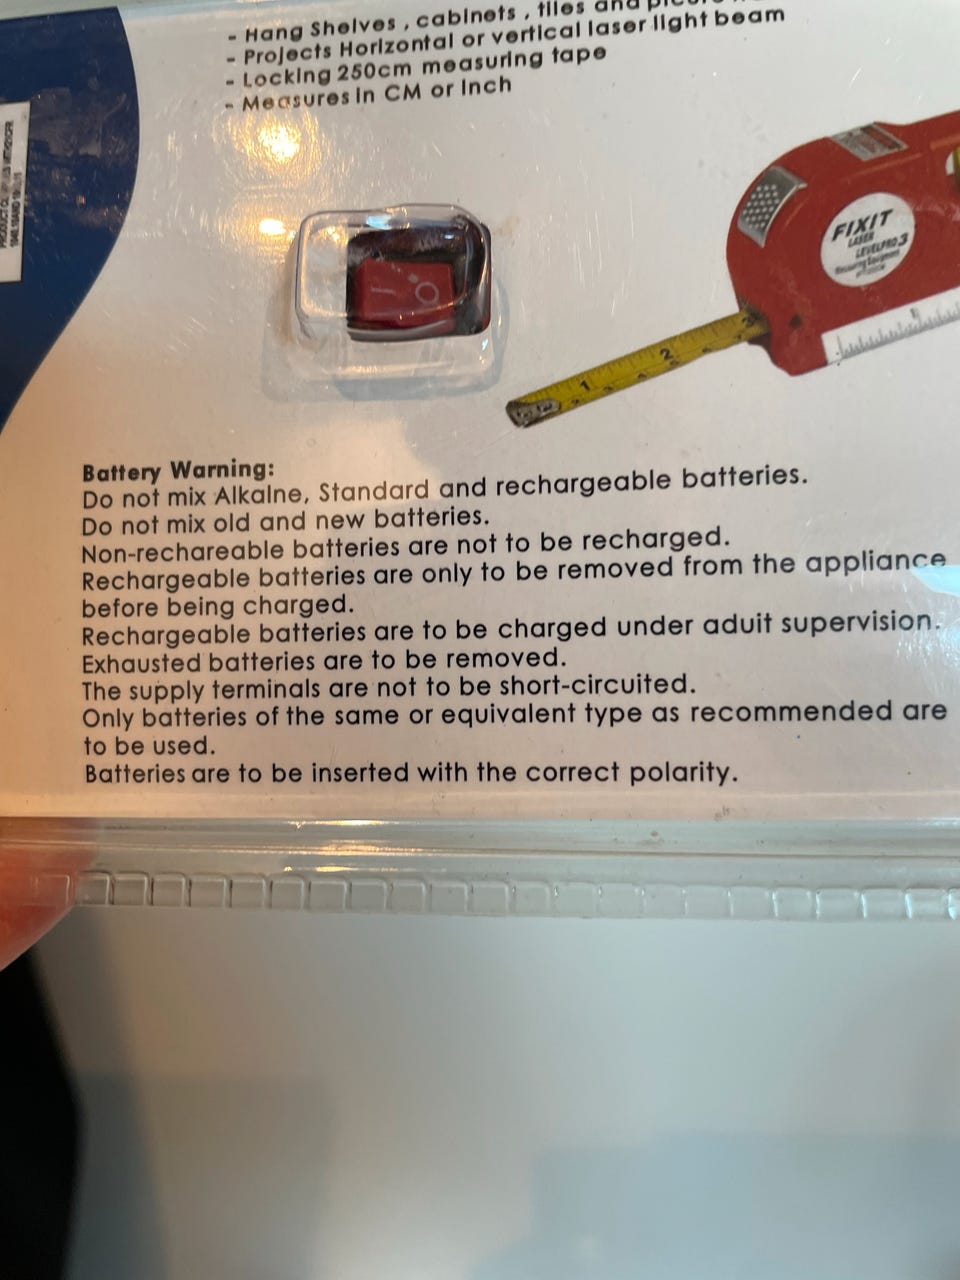 - Hang Shelves , cabinets , tiles and
- Projects Horizontal or vertical laser light beam
- Locking 250cm measuring tape
- Measures in CM or Inch
FIXIT
LASER
LEVELPRO 3
1 2 3
Battery Warning:
Do not mix Alkalne, Standard and rechargeable batteries.
Do not mix old and new batteries.
Non-rechareable batteries are not to be recharged.
Rechargeable batteries are only to be removed from the appliance
before being charged.
Rechargeable batteries are to be charged under aduit supervision.
Exhausted batteries are to be removed.
The supply terminals are not to be short-circuited.
Only batteries of the same or equivalent type as recommended are
to be used.
Batteries are to be inserted with the correct polarity.